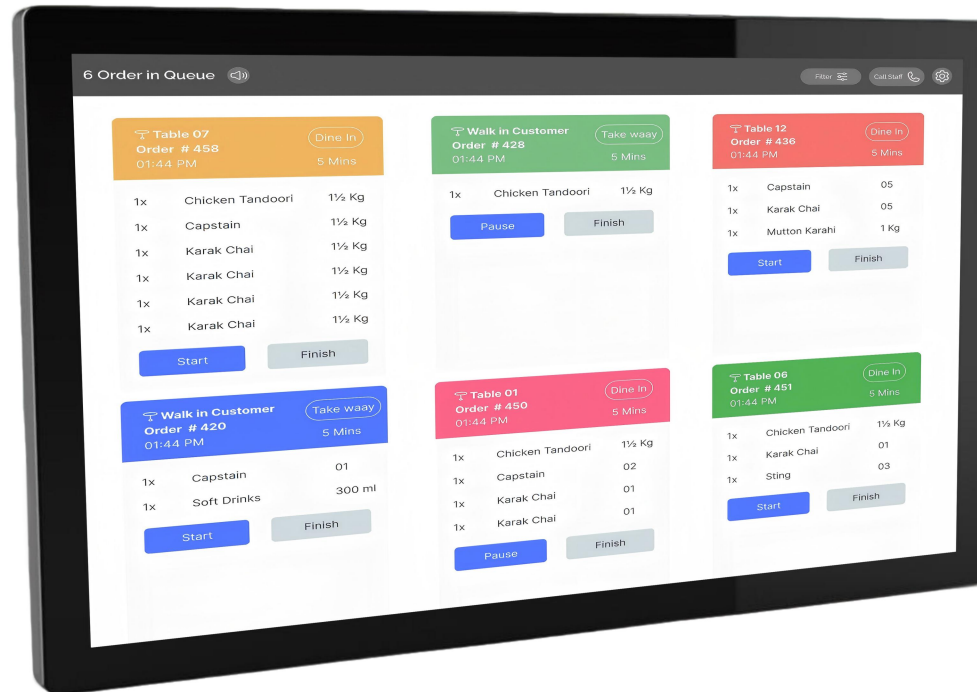 6 Order in Queue
Filter
Call Staff
Table 07
Dine In
Order # 458
01:44 PM
5 Mins
1x Chicken Tandoori 1½ Kg
1x Capstain 1½ Kg
1x Karak Chai 1½ Kg
1x Karak Chai 1½ Kg
1x Karak Chai 1½ Kg
1x Karak Chai 1½ Kg
Start Finish
Walk in Customer
Take waay
Order # 428
01:44 PM
5 Mins
1x Chicken Tandoori 1½ Kg
Pause Finish
Table 12
Dine In
Order # 436
01:44 PM
5 Mins
1x Capstain 05
1x Karak Chai 05
1x Mutton Karahi 1 Kg
Start Finish
Walk in Customer
Take waay
Order # 420
01:44 PM
5 Mins
1x Capstain 01
1x Soft Drinks 300 ml
Start Finish
Table 01
Dine In
Order # 450
01:44 PM
5 Mins
1x Chicken Tandoori 1½ Kg
1x Capstain 02
1x Karak Chai 01
1x Karak Chai 01
Pause Finish
Table 06
Dine In
Order # 451
01:44 PM
5 Mins
1x Chicken Tandoori 1½ Kg
1x Karak Chai 01
1x Sting 03
Start Finish